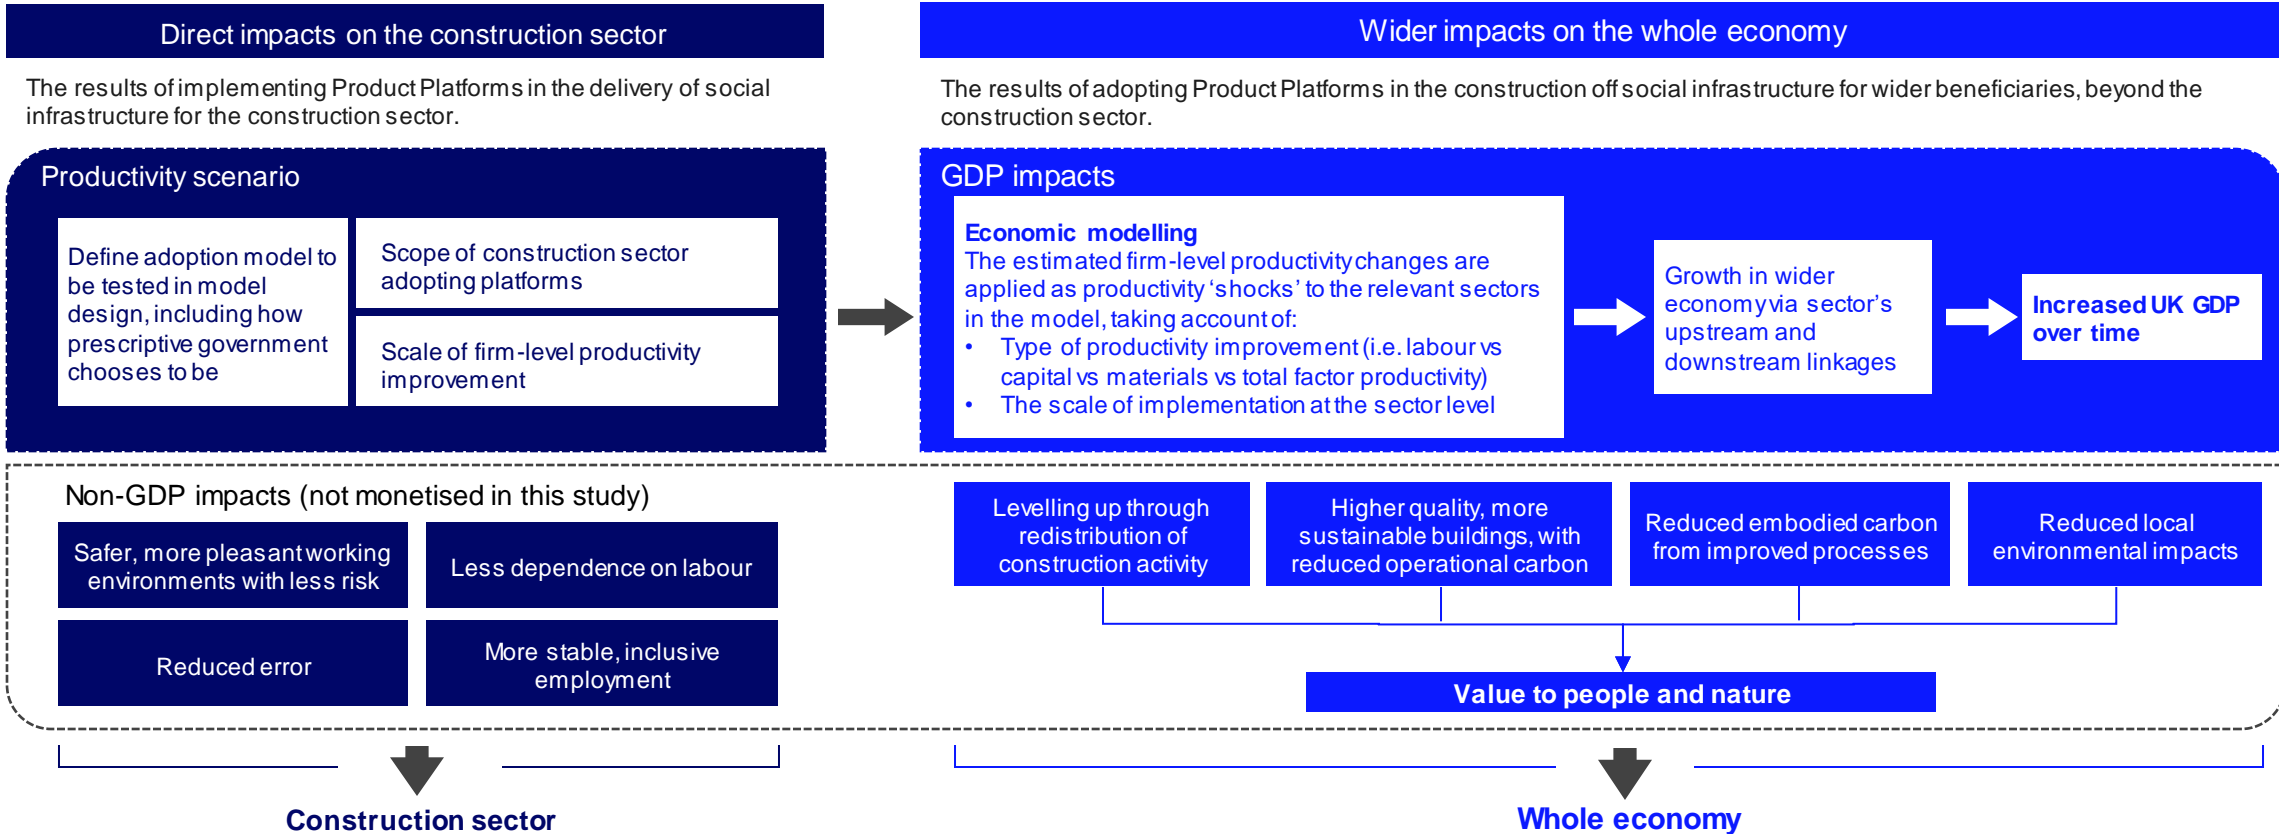 Direct impacts on the construction sector
The results of implementing Product Platforms in the delivery of social
infrastructure for the construction sector.
Productivity scenario
Define adoption model to
be tested in model
design, including how
prescriptive government
chooses to be
Scope of construction sector
adopting platforms
Scale of firm-level productivity
improvement
Wider impacts on the whole economy
The results of adopting Product Platforms in the construction off social infrastructure for wider beneficiaries, beyond the
construction sector.
GDP impacts
Economic modelling
The estimated firm-level productivity changes are
applied as productivity ‘shocks’ to the relevant sectors
in the model, taking account of:
• Type of productivity improvement (i.e. labour vs
capital vs materials vs total factor productivity)
• The scale of implementation at the sector level
Growth in wider
economy via sector’s
upstream and
downstream linkages
Increased UK GDP
over time
Non-GDP impacts (not monetised in this study)
Safer, more pleasant working
environments with less risk
Less dependence on labour
Reduced error
More stable, inclusive
employment
Levelling up through
redistribution of
construction activity
Higher quality, more
sustainable buildings, with
reduced operational carbon
Reduced embodied carbon
from improved processes
Reduced local
environmental impacts
Value to people and nature
Construction sector
Whole economy